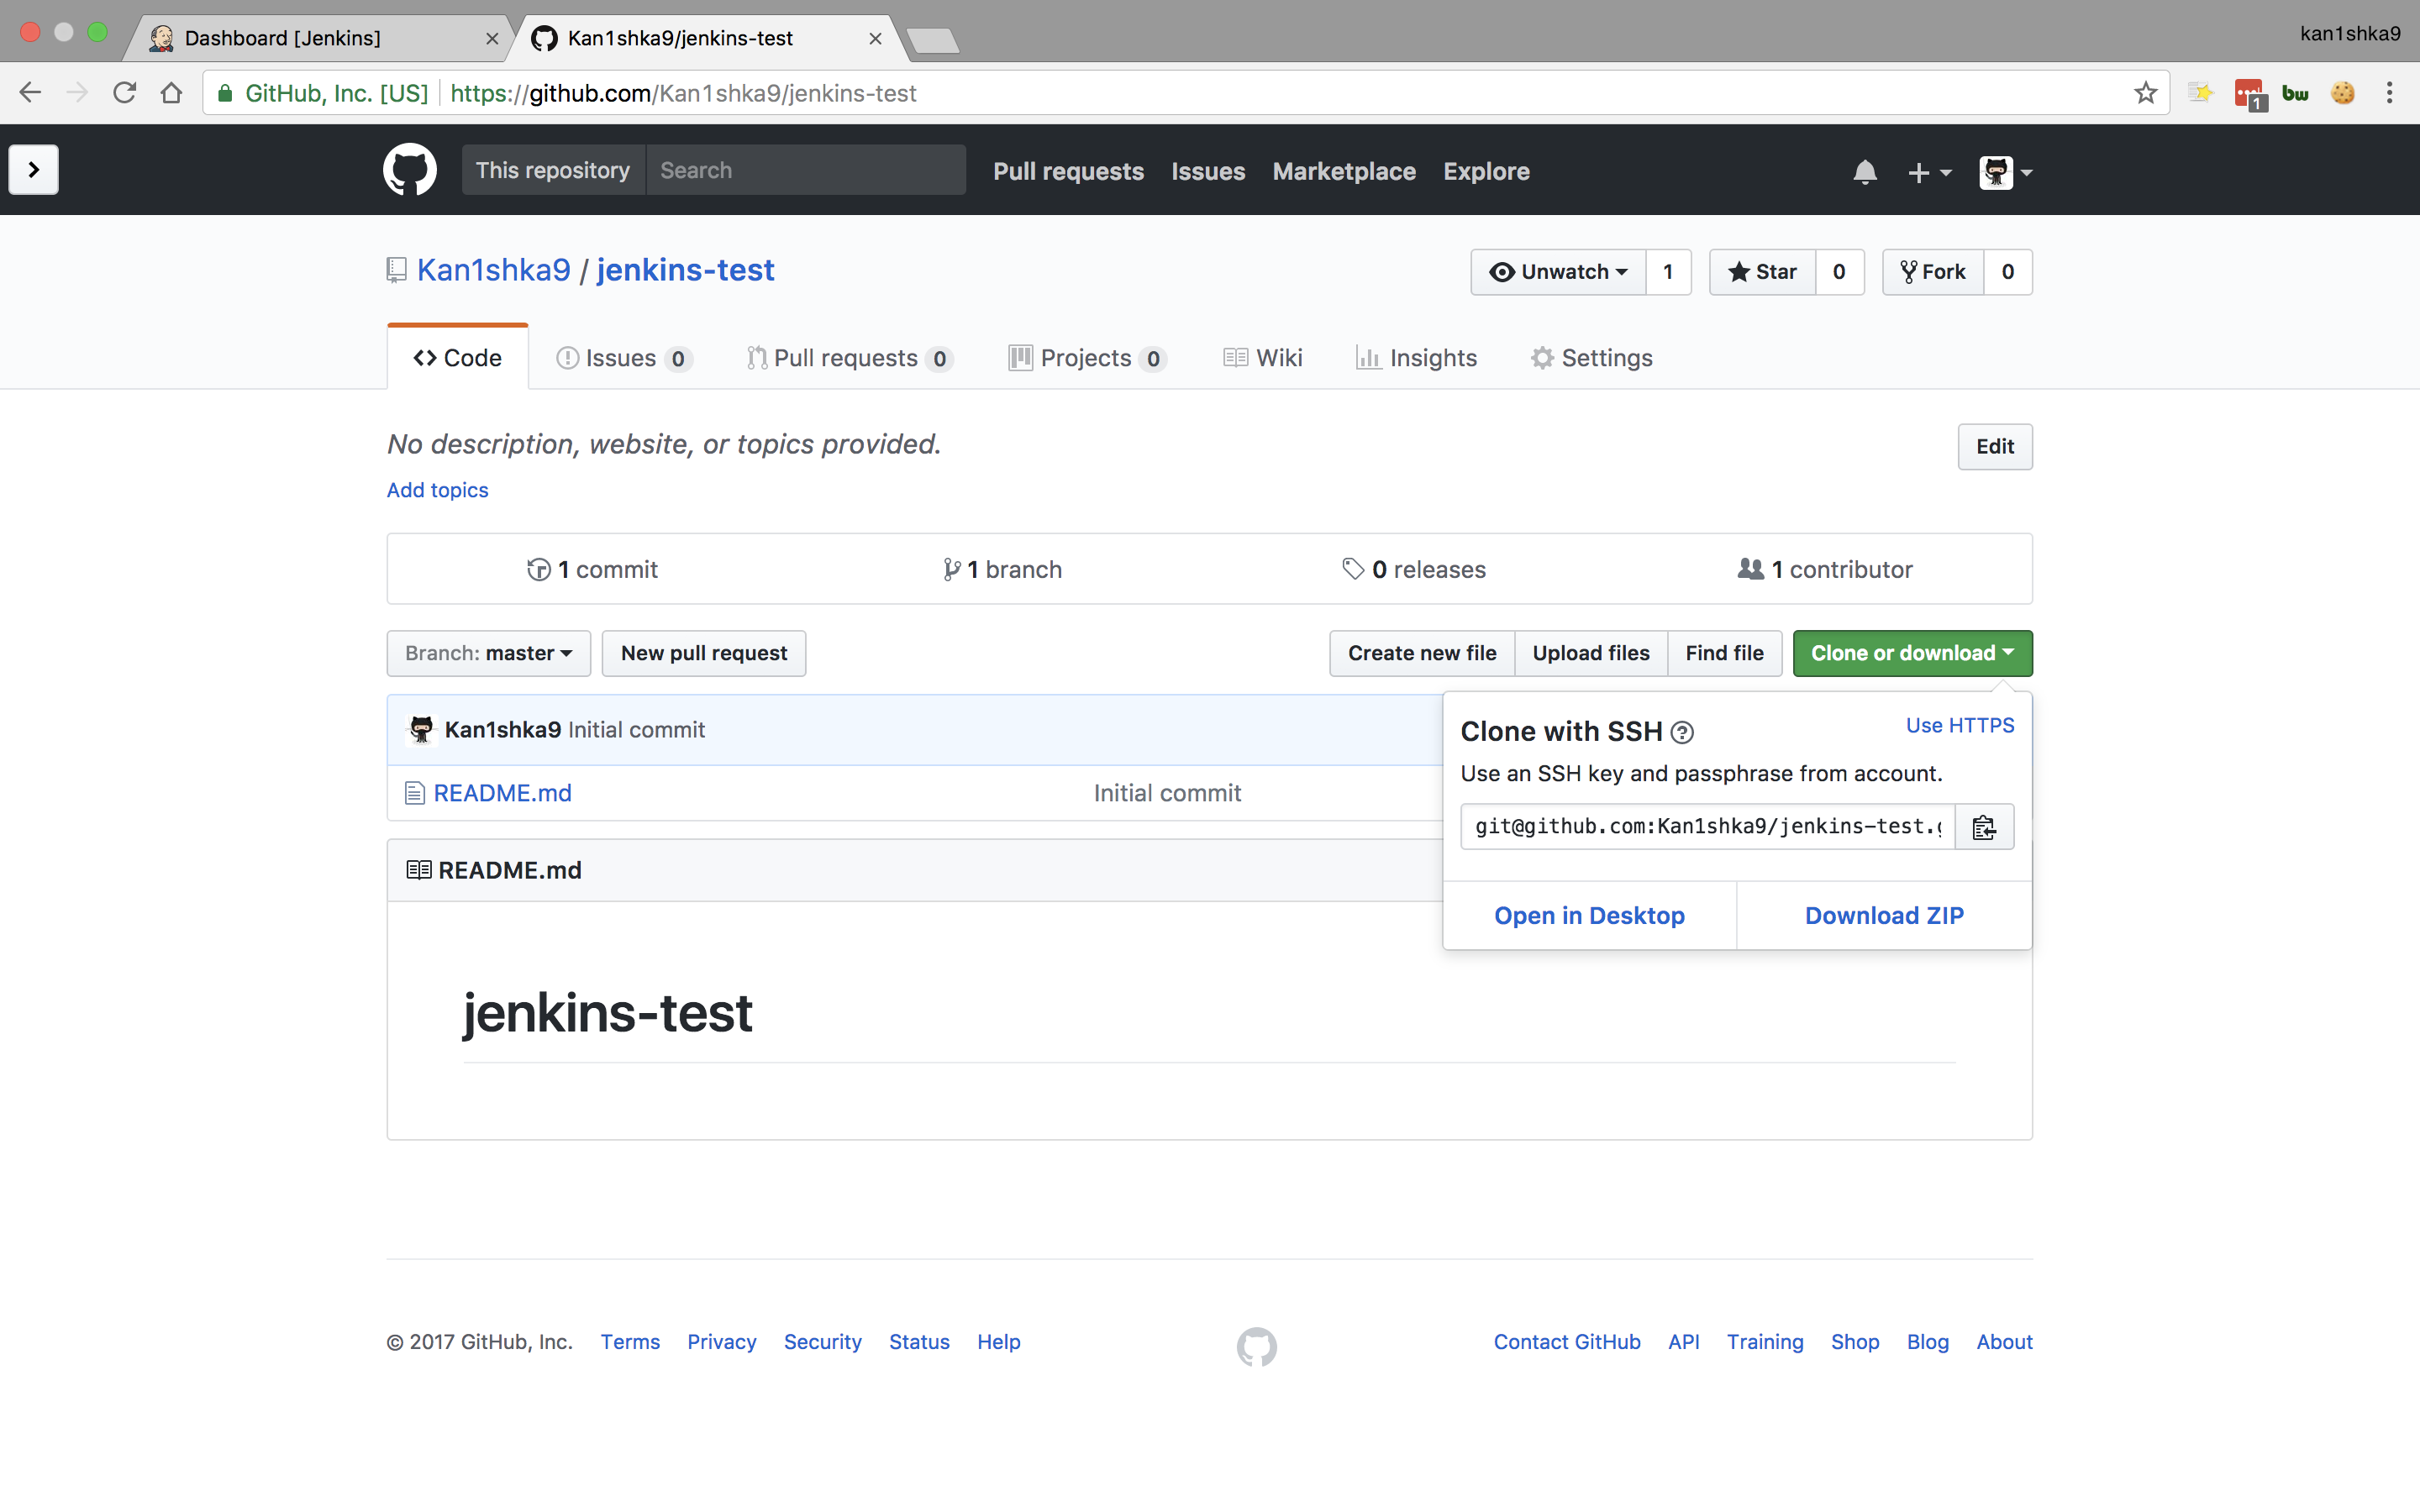 Dashboard [Jenkins]
Kan1shka9/jenkins-test
kan1shka9
GitHub, Inc. [US]
https://github.com/Kan1shka9/jenkins-test
1
bw
This repository
Search
Pull requests
Issues
Marketplace
Explore
Kan1shka9 / jenkins-test
Unwatch
1
Star
0
Fork
0
Code
Issues 0
Pull requests 0
Projects 0
Wiki
Insights
Settings
No description, website, or topics provided.
Edit
Add topics
1 commit
1 branch
0 releases
1 contributor
Branch: master
New pull request
Create new file
Upload files
Find file
Clone or download
Kan1shka9 Initial commit
README.md
Initial commit
Clone with SSH
Use HTTPS
Use an SSH key and passphrase from account.
git@github.com:Kan1shka9/jenkins-test.g
Open in Desktop
Download ZIP
README.md
jenkins-test
© 2017 GitHub, Inc.
Terms
Privacy
Security
Status
Help
Contact GitHub
API
Training
Shop
Blog
About